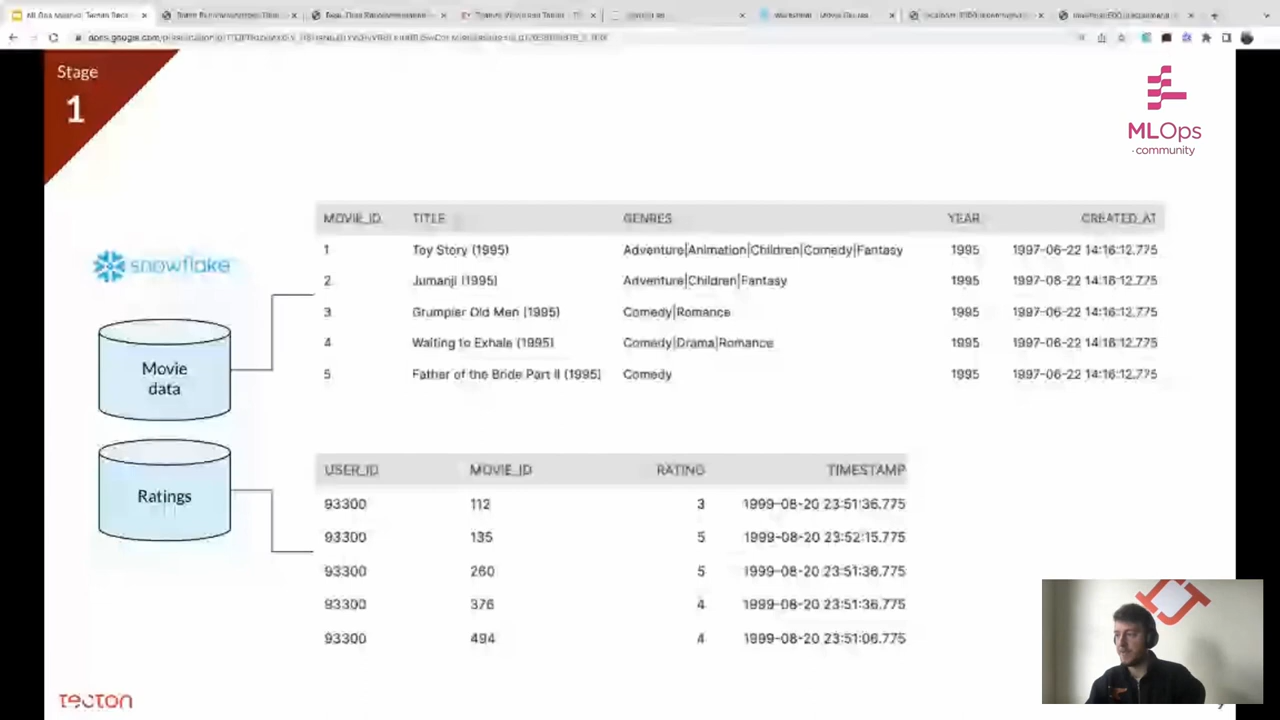 docs.google.com
Stage
1
MLOps
community
snowflake
Movie
data
Ratings
MOVIE_ID TITLE GENRES YEAR CREATED_AT
1 Toy Story (1995) Adventure|Animation|Children|Comedy|Fantasy 1995 1997-06-22 14:16:12.775
2 Jumanji (1995) Adventure|Children|Fantasy 1995 1997-06-22 14:16:12.775
3 Grumpier Old Men (1995) Comedy|Romance 1995 1997-06-22 14:16:12.775
4 Waiting to Exhale (1995) Comedy|Drama|Romance 1995 1997-06-22 14:16:12.775
5 Father of the Bride Part II (1995) Comedy 1995 1997-06-22 14:16:12.775
USER_ID MOVIE_ID RATING TIMESTAMP
93300 112 3 1999-08-20 23:51:36.775
93300 135 5 1999-08-20 23:52:15.775
93300 260 5 1999-08-20 23:51:36.775
93300 376 4 1999-08-20 23:51:36.775
93300 494 4 1999-08-20 23:51:06.775
tecton